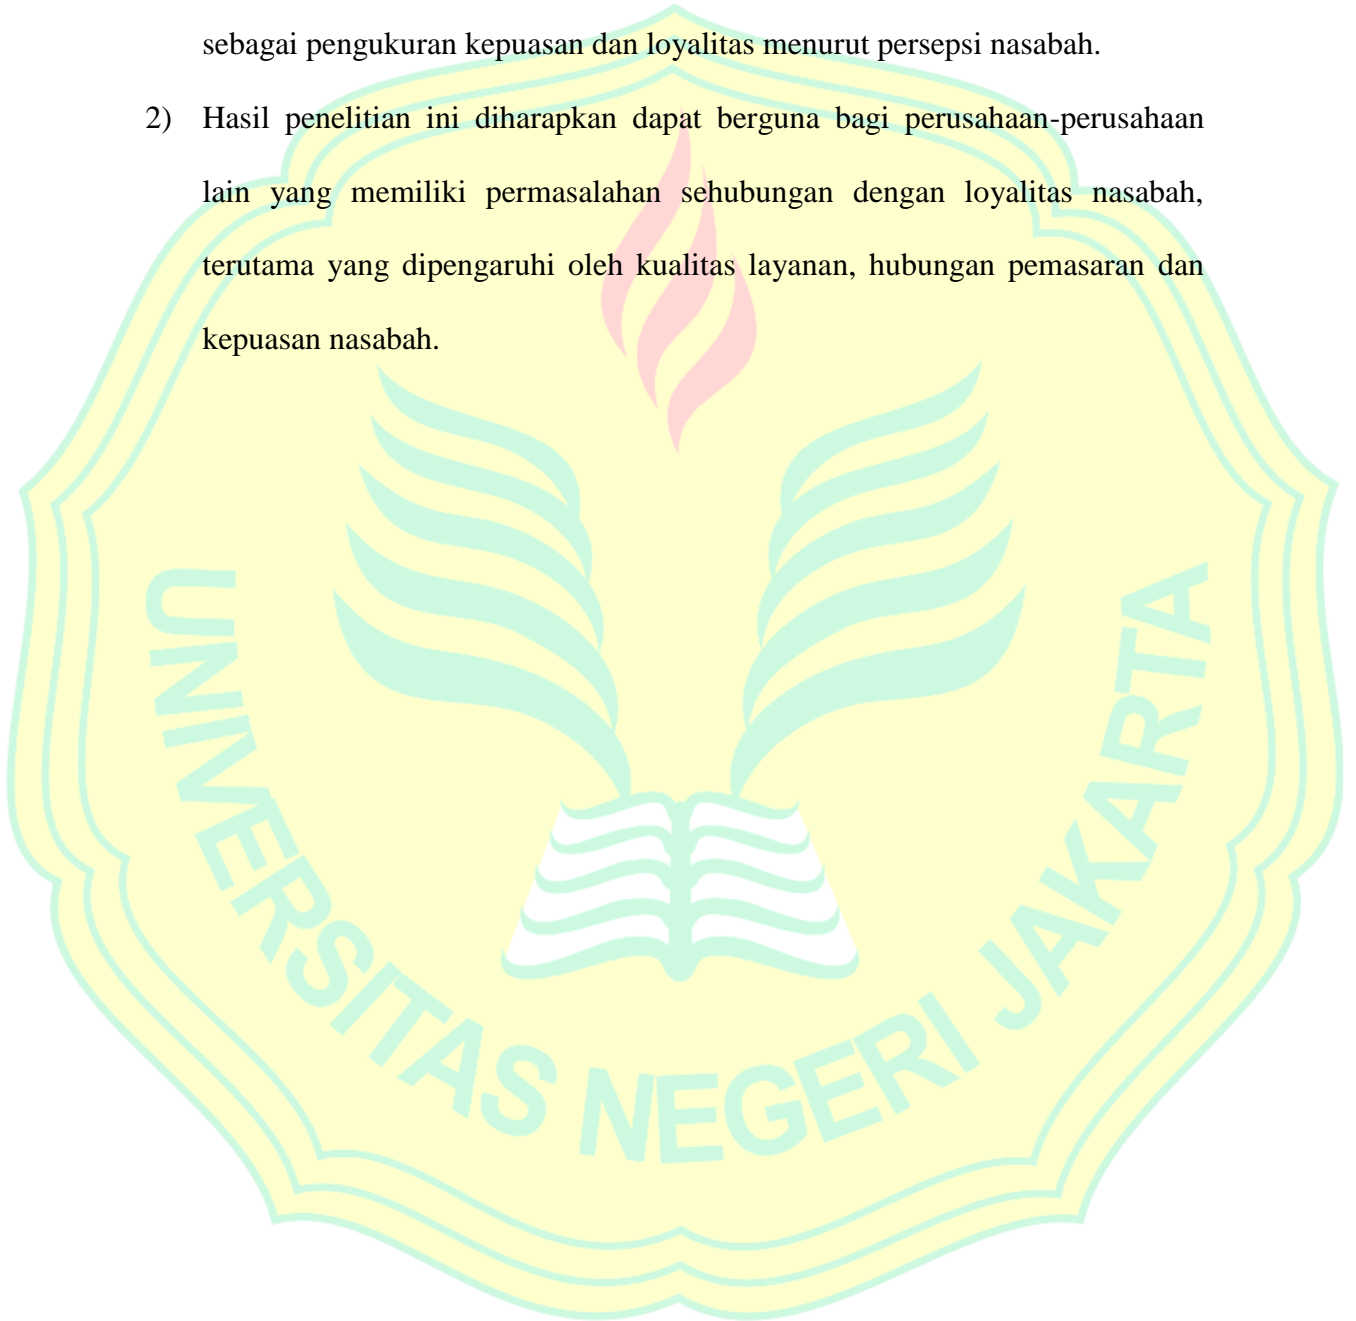 sebagai pengukuran kepuasan dan loyalitas menurut persepsi nasabah.
2) Hasil penelitian ini diharapkan dapat berguna bagi perusahaan-perusahaan
lain yang memiliki permasalahan sehubungan dengan loyalitas nasabah,
terutama yang dipengaruhi oleh kualitas layanan, hubungan pemasaran dan
kepuasan nasabah.
UNIVERSITAS NEGERI JAKARTA